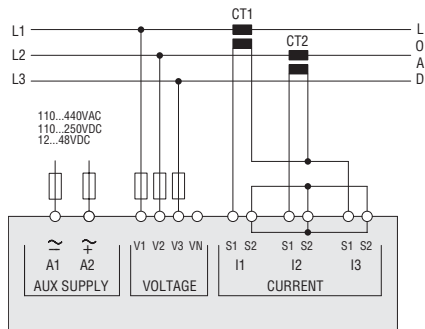 CT1
L1 L
L2 CT2 O
A
L3 D
110...440VAC
110...250VDC
12...48VDC
V1 V2 V3 VN S1 S2 S1 S2 S1 S2
A1 A2 I1 I2 I3
AUX SUPPLY VOLTAGE CURRENT